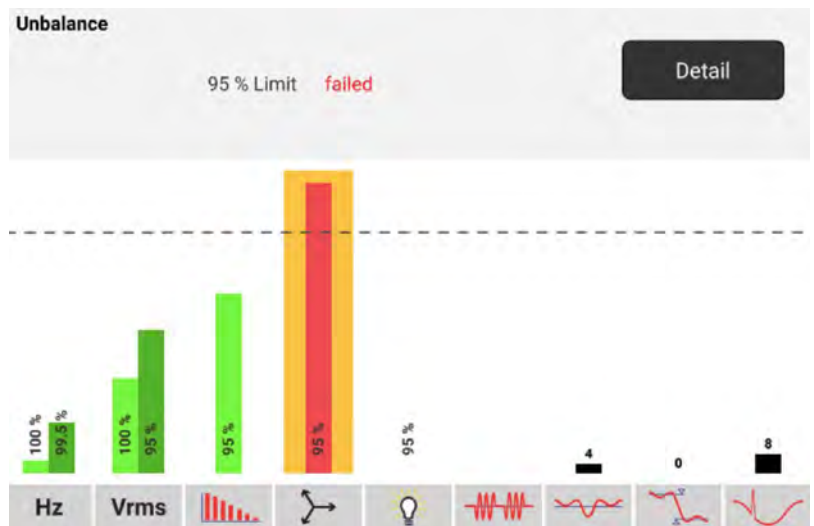 Unbalance
95 % Limit failed
Detail
100 %
99.5 %
100 %
95 %
95 %
95 %
95 %
4
0
8
Hz
Vrms